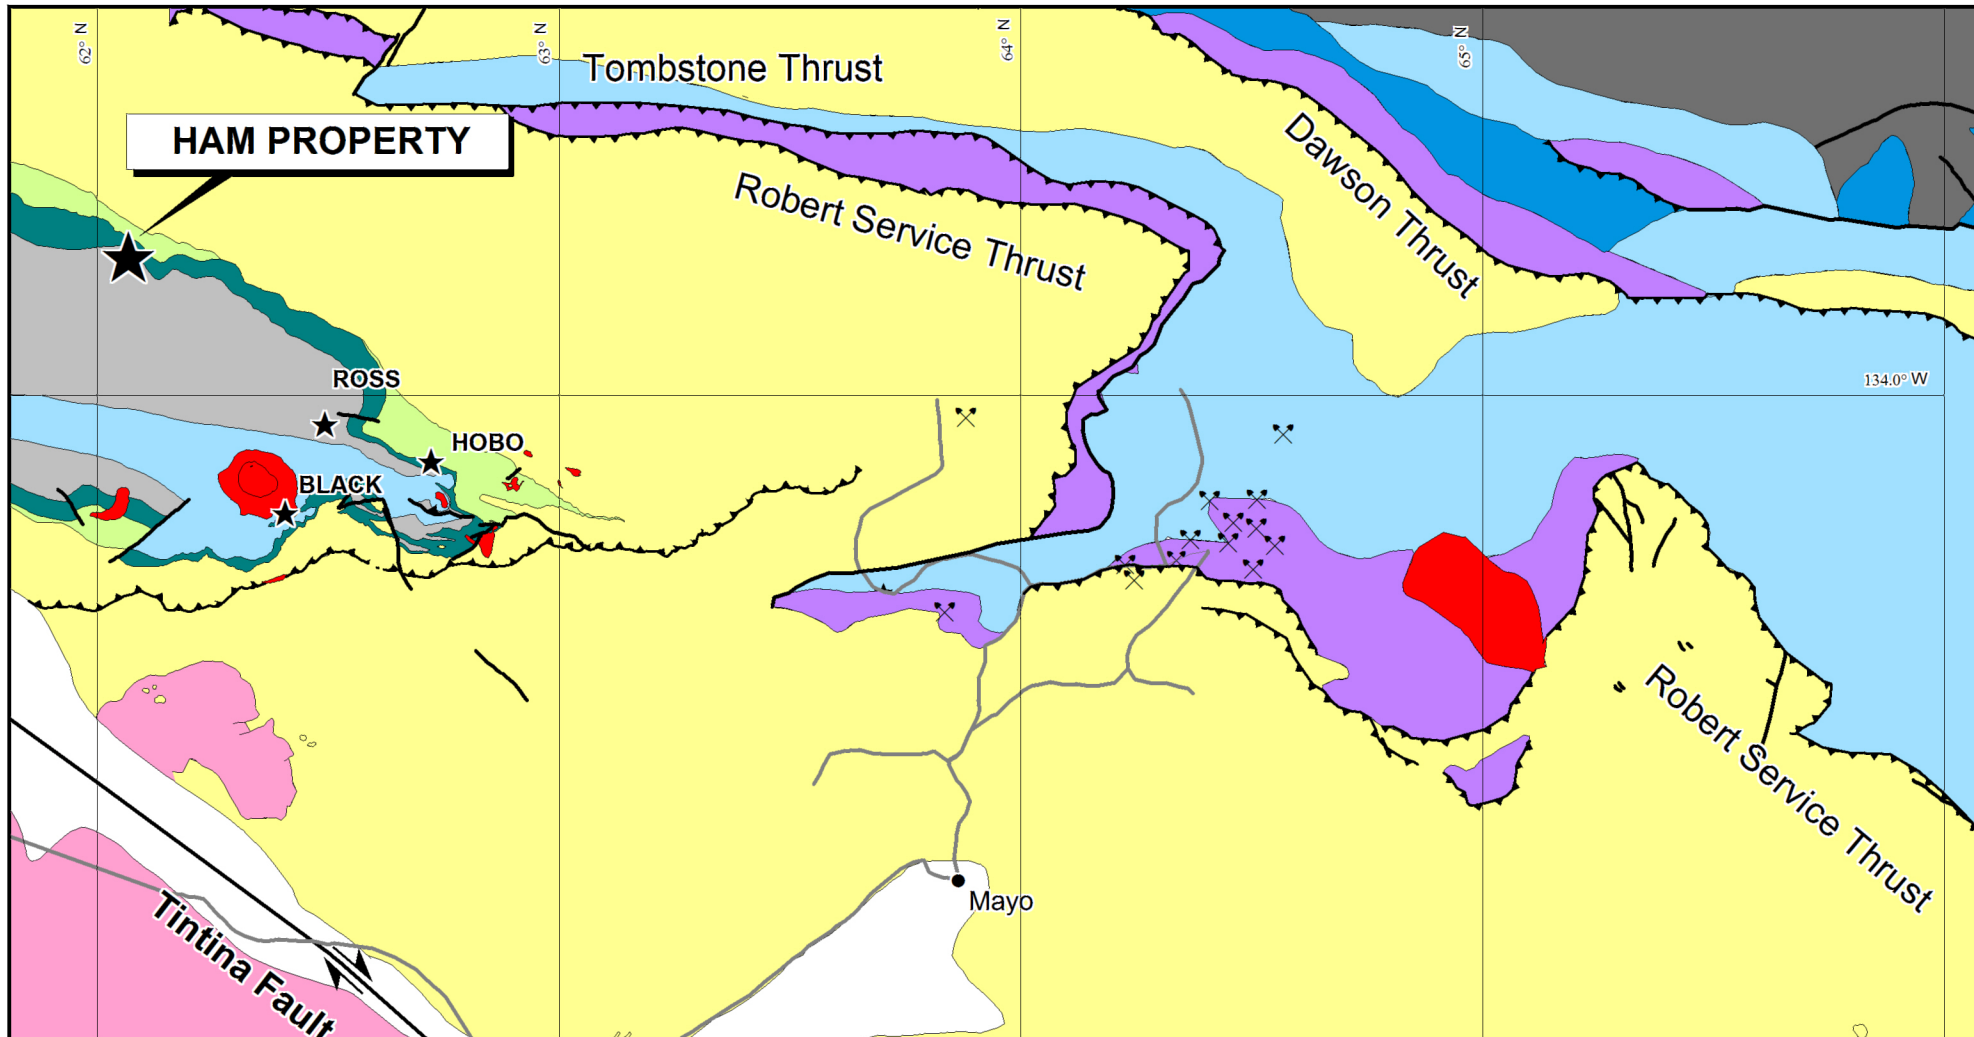 62° N
63° N
64° N
65° N
Tombstone Thrust
HAM PROPERTY
Dawson Thrust
Robert Service Thrust
134.0° W
ROSS
HOBO
BLACK
Robert Service Thrust
Mayo
Tintina Fault